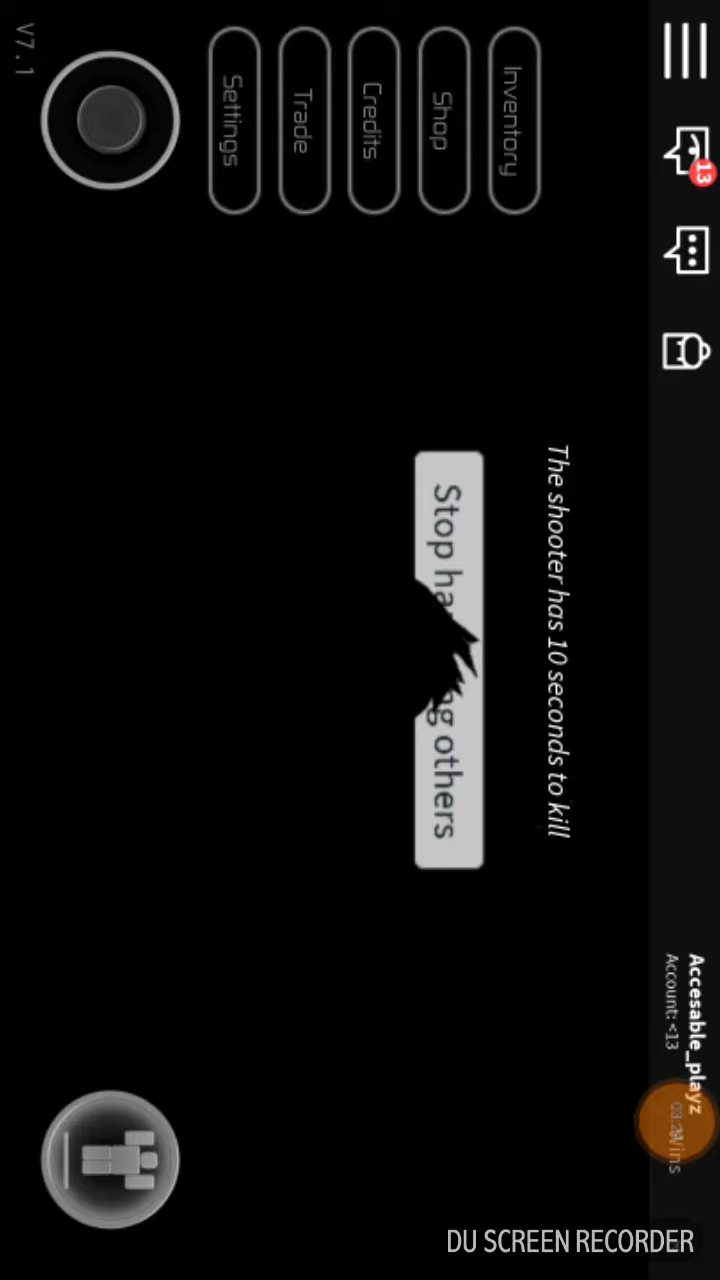 13
Accesable_playz
Account: <13
The shooter has 10 seconds to kill
Inventory
Shop
Credits
Trade
Settings
Stop
others
V7.1
DU SCREEN RECORDER